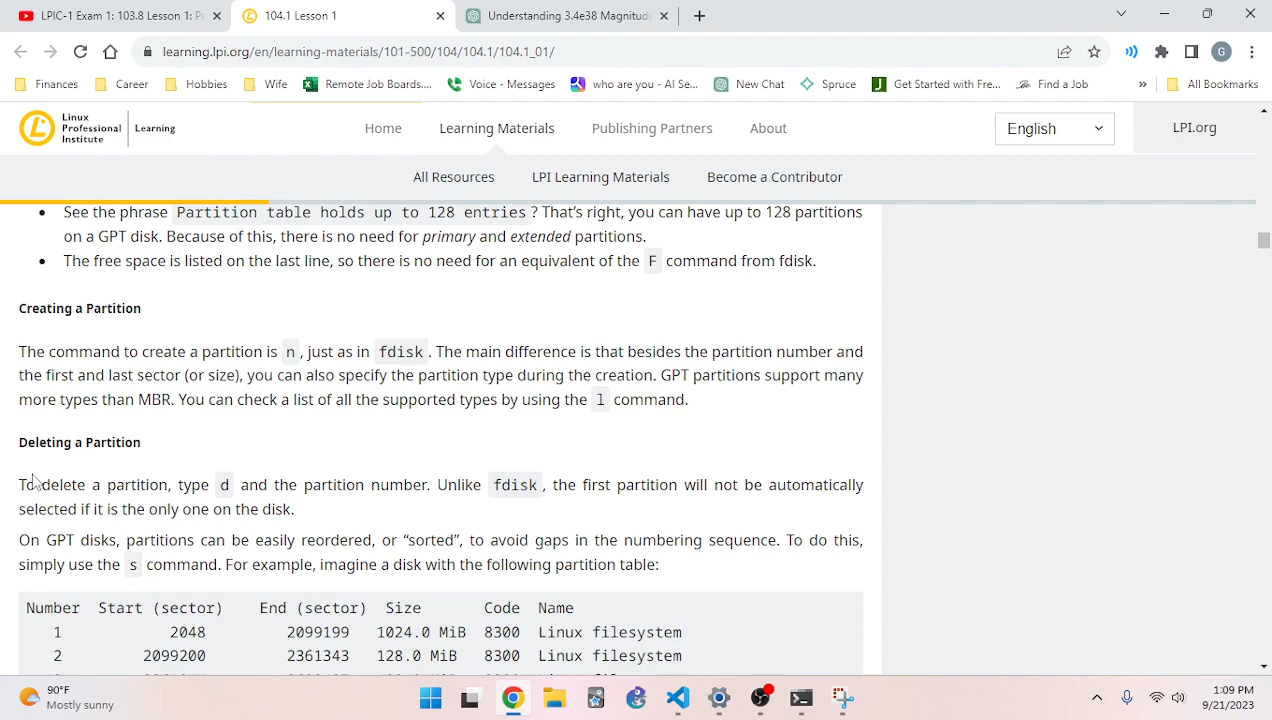 LPIC-1 Exam 1: 103.8 Lesson 1: Pa
104.1 Lesson 1
Understanding 3.4e38 Magnitude
learning.lpi.org/en/learning-materials/101-500/104/104.1/104.1_01/
G
Finances
Career
Hobbies
Wife
Remote Job Boards....
Voice - Messages
who are you - AI Se...
New Chat
Spruce
Get Started with Fre...
Find a Job
»
All Bookmarks
Linux
Professional
Institute
Learning
Home
Learning Materials
Publishing Partners
About
English
LPI.org
All Resources
LPI Learning Materials
Become a Contributor
• See the phrase Partition table holds up to 128 entries ? That's right, you can have up to 128 partitions
on a GPT disk. Because of this, there is no need for primary and extended partitions.
• The free space is listed on the last line, so there is no need for an equivalent of the F command from fdisk.
Creating a Partition
The command to create a partition is n , just as in fdisk . The main difference is that besides the partition number and
the first and last sector (or size), you can also specify the partition type during the creation. GPT partitions support many
more types than MBR. You can check a list of all the supported types by using the l command.
Deleting a Partition
To delete a partition, type d and the partition number. Unlike fdisk , the first partition will not be automatically
selected if it is the only one on the disk.
On GPT disks, partitions can be easily reordered, or “sorted”, to avoid gaps in the numbering sequence. To do this,
simply use the s command. For example, imagine a disk with the following partition table:
Number Start (sector) End (sector) Size Code Name
1 2048 2099199 1024.0 MiB 8300 Linux filesystem
2 2099200 2361343 128.0 MiB 8300 Linux filesystem
90°F
Mostly sunny
1:09 PM
9/21/2023